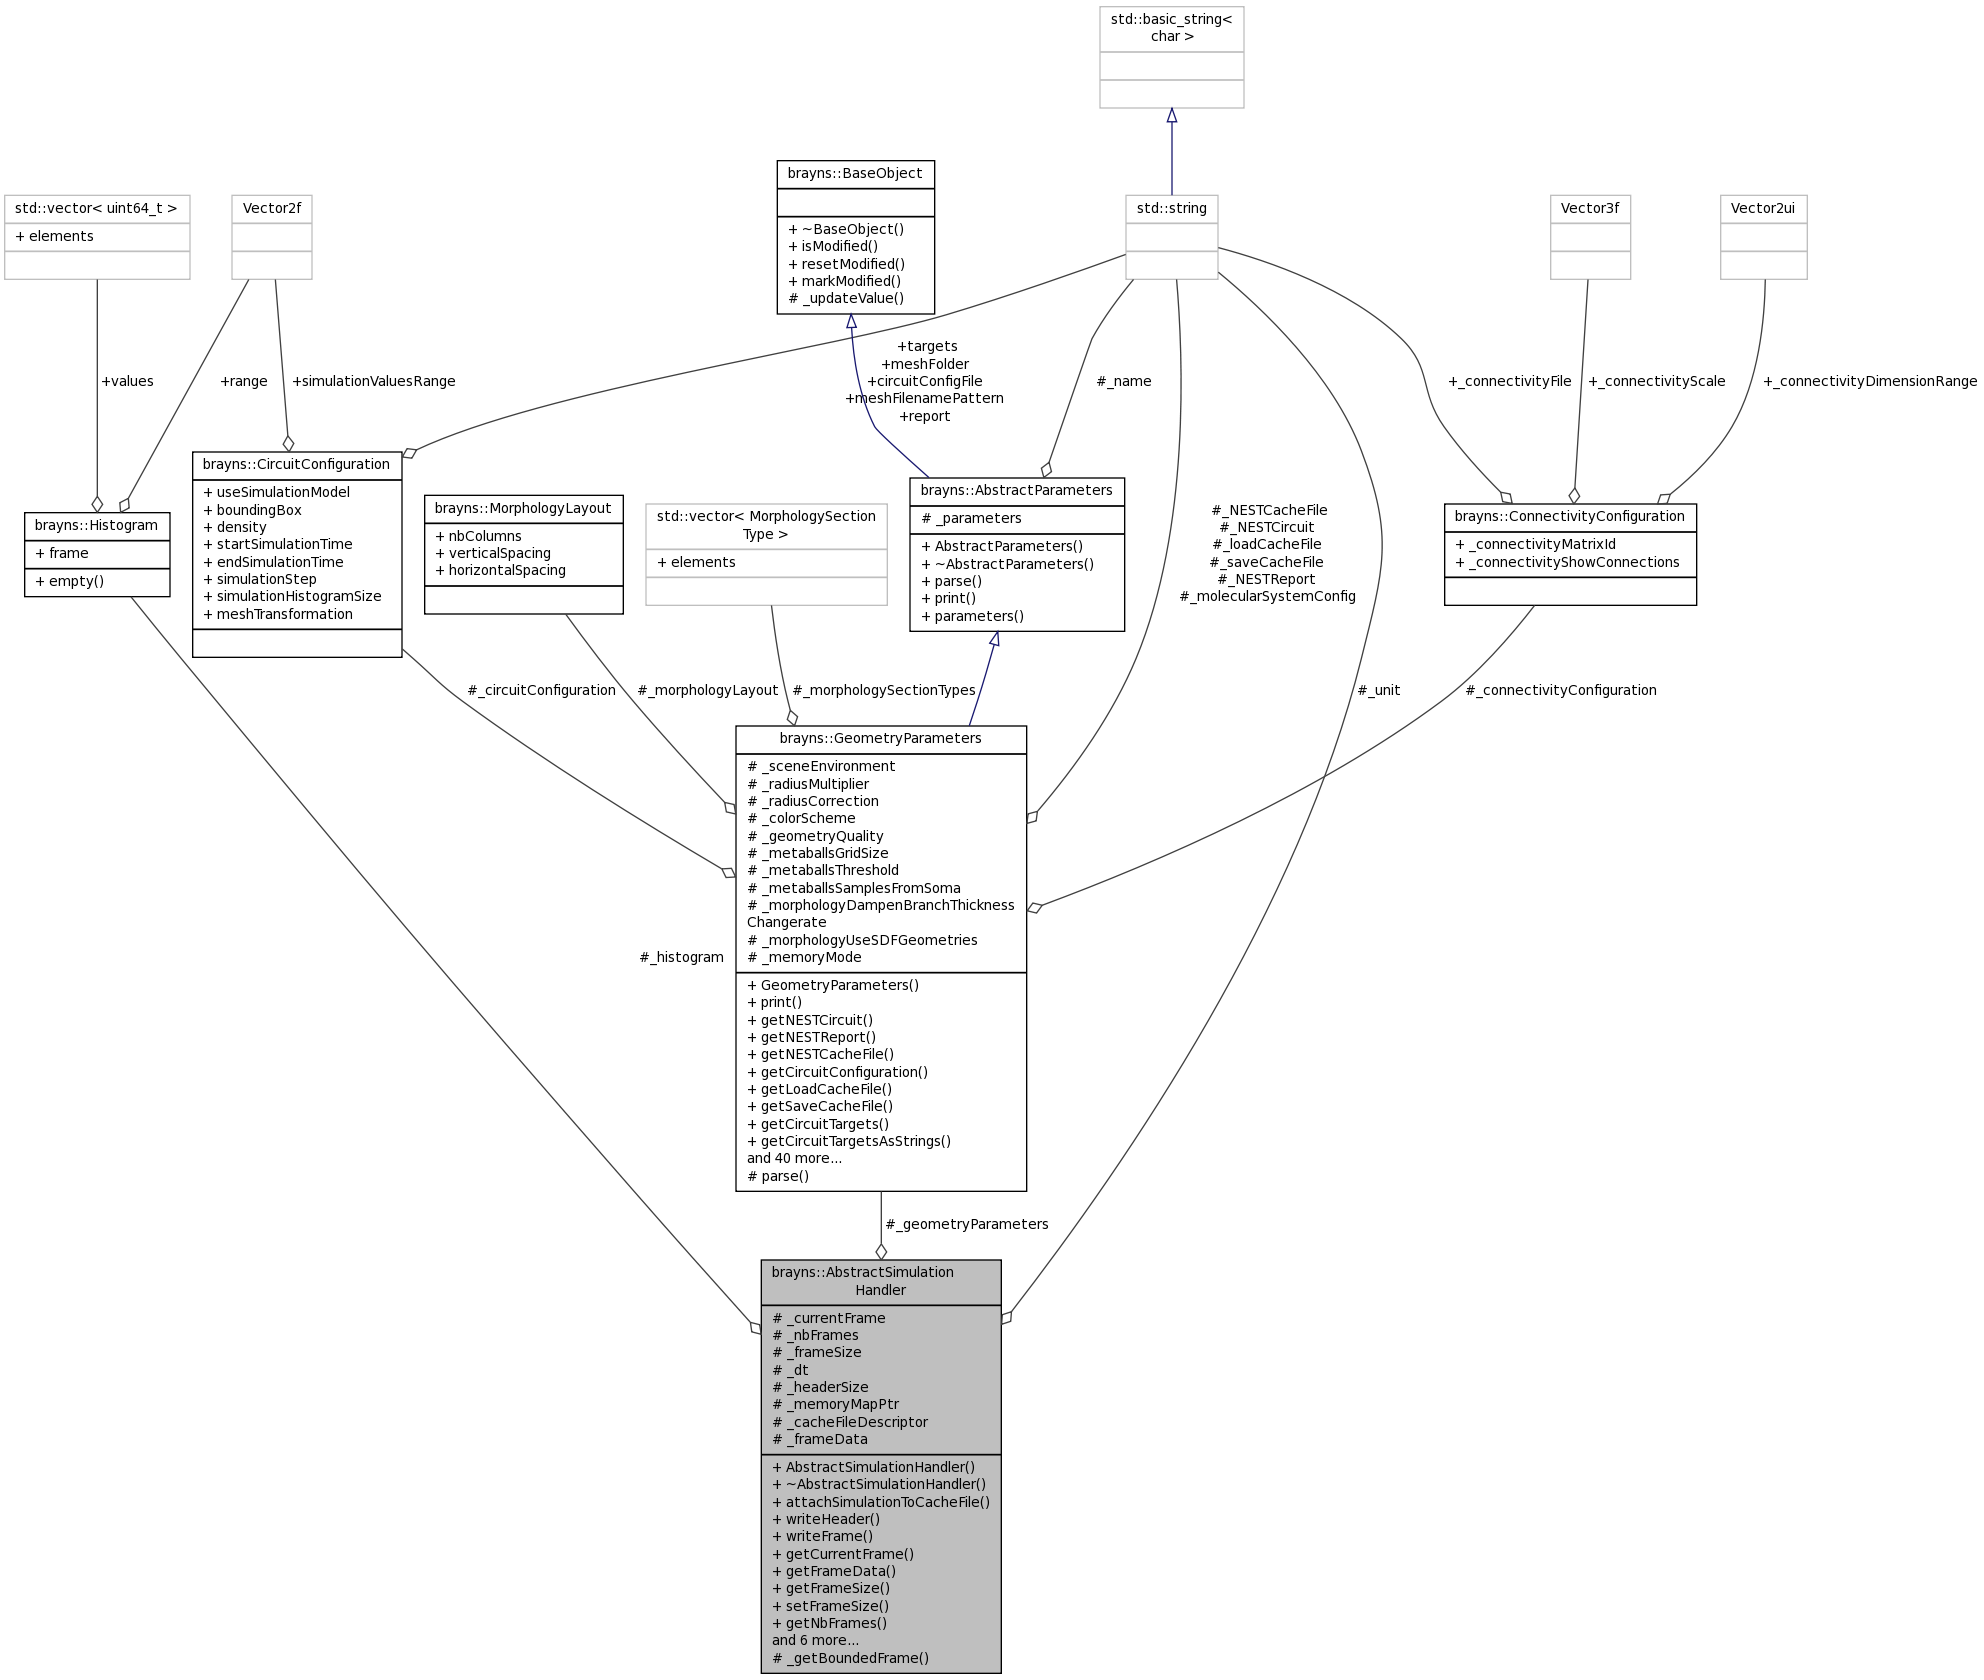 std::basic_string<
char >
brayns::BaseObject
+ ~BaseObject()
+ isModified()
+ resetModified()
+ markModified()
# _updateValue()
std::vector< uint64_t >
+ elements
Vector2f
std::string
Vector3f
Vector2ui
+targets
+meshFolder
+circuitConfigFile
+meshFilenamePattern
+report
+values
+range
+simulationValuesRange
#_name
+_connectivityFile
+_connectivityScale
+_connectivityDimensionRange
brayns::Histogram
+ frame
+ empty()
brayns::CircuitConfiguration
+ useSimulationModel
+ boundingBox
+ density
+ startSimulationTime
+ endSimulationTime
+ simulationStep
+ simulationHistogramSize
+ meshTransformation
brayns::MorphologyLayout
+ nbColumns
+ verticalSpacing
+ horizontalSpacing
std::vector< MorphologySection
Type >
+ elements
brayns::AbstractParameters
# _parameters
+ AbstractParameters()
+ ~AbstractParameters()
+ parse()
+ print()
+ parameters()
#_NESTCacheFile
#_NESTCircuit
#_loadCacheFile
#_saveCacheFile
#_NESTReport
#_molecularSystemConfig
brayns::ConnectivityConfiguration
+ _connectivityMatrixId
+ _connectivityShowConnections
#_circuitConfiguration
#_morphologyLayout
#_morphologySectionTypes
#_unit
#_connectivityConfiguration
brayns::GeometryParameters
# _sceneEnvironment
# _radiusMultiplier
# _radiusCorrection
# _colorScheme
# _geometryQuality
# _metaballsGridSize
# _metaballsThreshold
# _metaballsSamplesFromSoma
# _morphologyDampenBranchThickness
Changerate
# _morphologyUseSDFGeometries
# _memoryMode
+ GeometryParameters()
+ print()
+ getNESTCircuit()
+ getNESTReport()
+ getNESTCacheFile()
+ getCircuitConfiguration()
+ getLoadCacheFile()
+ getSaveCacheFile()
+ getCircuitTargets()
+ getCircuitTargetsAsStrings()
and 40 more...
# parse()
#_histogram
#_geometryParameters
brayns::AbstractSimulation
Handler
# _currentFrame
# _nbFrames
# _frameSize
# _dt
# _headerSize
# _memoryMapPtr
# _cacheFileDescriptor
# _frameData
+ AbstractSimulationHandler()
+ ~AbstractSimulationHandler()
+ attachSimulationToCacheFile()
+ writeHeader()
+ writeFrame()
+ getCurrentFrame()
+ getFrameData()
+ getFrameSize()
+ setFrameSize()
+ getNbFrames()
and 6 more...
# _getBoundedFrame()